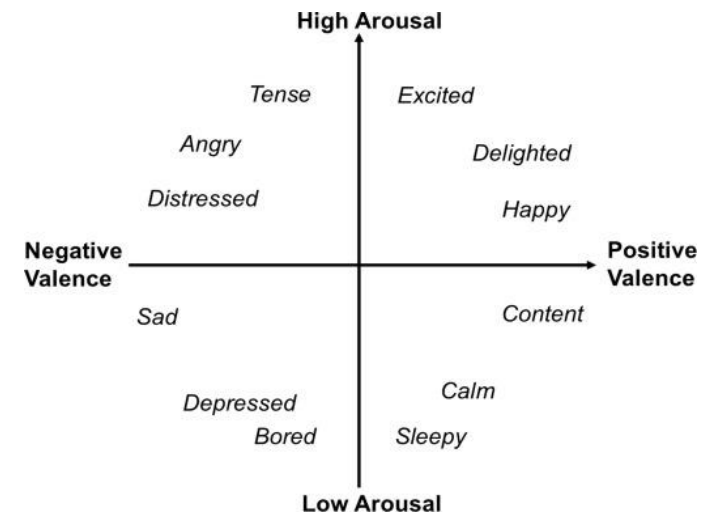 High Arousal
Tense
Excited
Angry
Delighted
Distressed
Happy
Negative
Valence
Positive
Valence
Sad
Content
Calm
Depressed
Bored
Sleepy
Low Arousal